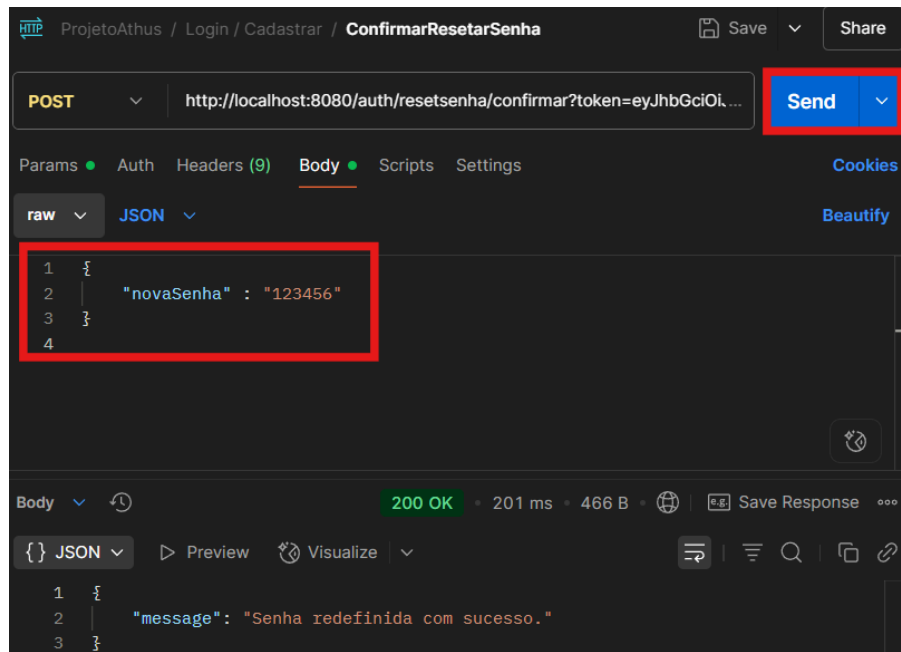 HTTP ProjetoAthus / Login / Cadastrar / ConfirmarResetarSenha Save Share
POST http://localhost:8080/auth/resetsenha/confirmar?token=eyJhbGciOi... Send
Params Auth Headers (9) Body Scripts Settings Cookies
raw JSON Beautify
1 {
2 "novaSenha" : "123456"
3 }
4
Body 200 OK 201 ms 466 B e.g. Save Response
{} JSON Preview Visualize
1 {
2 "message": "Senha redefinida com sucesso."
3 }